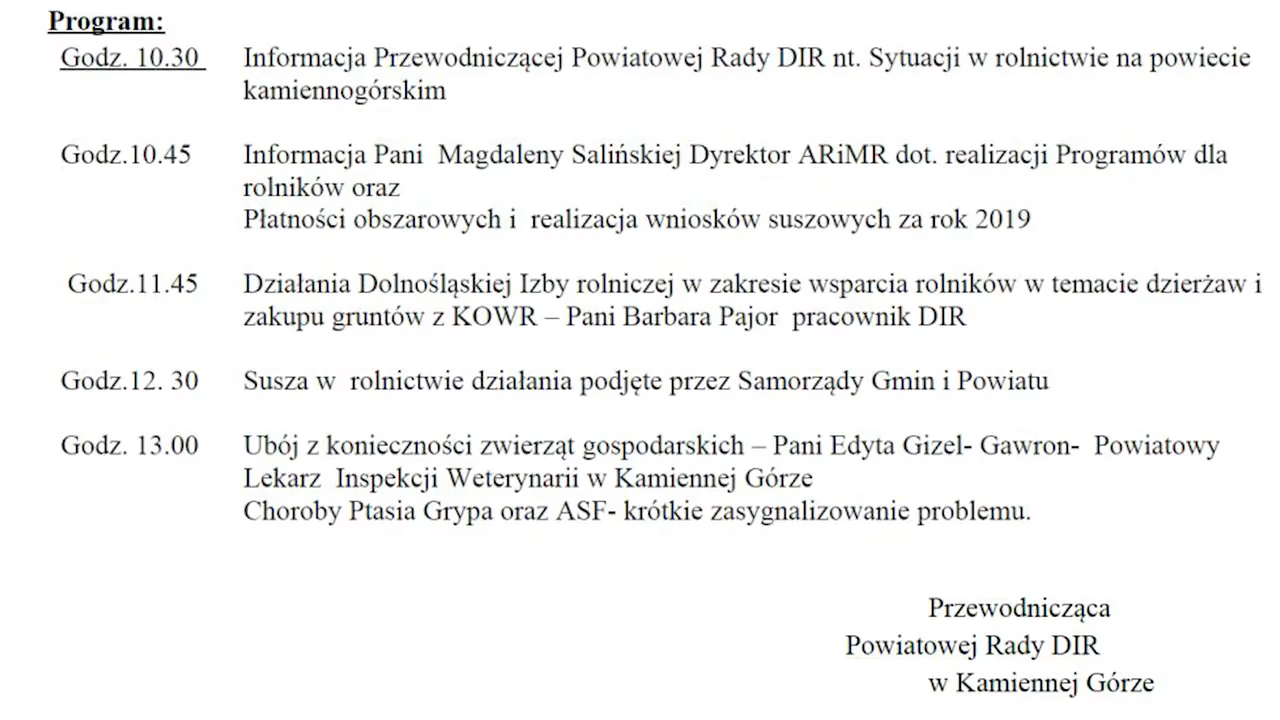 Program:
Godz. 10.30 Informacja Przewodniczącej Powiatowej Rady DIR nt. Sytuacji w rolnictwie na powiecie
kamiennogórskim
Godz.10.45 Informacja Pani Magdaleny Salińskiej Dyrektor ARiMR dot. realizacji Programów dla
rolników oraz
Płatności obszarowych i realizacja wniosków suszowych za rok 2019
Godz.11.45 Działania Dolnośląskiej Izby rolniczej w zakresie wsparcia rolników w temacie dzierżaw i
zakupu gruntów z KOWR – Pani Barbara Pajor pracownik DIR
Godz.12. 30 Susza w rolnictwie działania podjęte przez Samorządy Gmin i Powiatu
Godz. 13.00 Ubój z konieczności zwierząt gospodarskich – Pani Edyta Gizel- Gawron- Powiatowy
Lekarz Inspekcji Weterynarii w Kamiennej Górze
Choroby Ptasia Grypa oraz ASF- krótkie zasygnalizowanie problemu.
Przewodnicząca
Powiatowej Rady DIR
w Kamiennej Górze